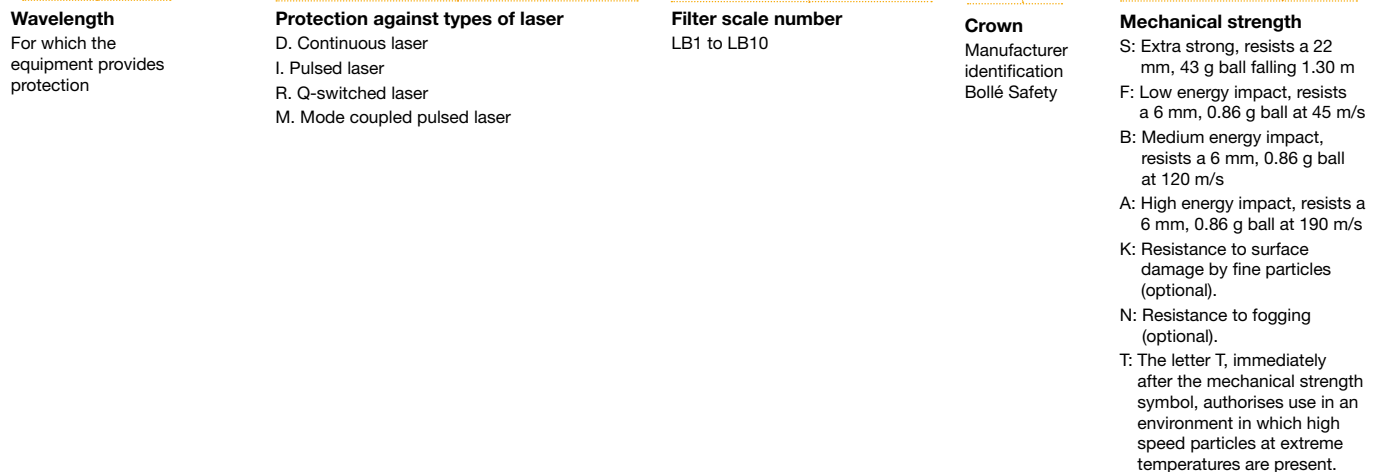 Wavelength
For which the
equipment provides
protection
Protection against types of laser
D. Continuous laser
I. Pulsed laser
R. Q-switched laser
M. Mode coupled pulsed laser
Filter scale number
LB1 to LB10
Crown
Manufacturer
identification
Bollé Safety
Mechanical strength
S: Extra strong, resists a 22
mm, 43 g ball falling 1.30 m
F: Low energy impact, resists
a 6 mm, 0.86 g ball at 45 m/s
B: Medium energy impact,
resists a 6 mm, 0.86 g ball
at 120 m/s
A: High energy impact, resists a
6 mm, 0.86 g ball at 190 m/s
K: Resistance to surface
damage by fine particles
(optional).
N: Resistance to fogging
(optional).
T: The letter T, immediately
after the mechanical strength
symbol, authorises use in an
environment in which high
speed particles at extreme
temperatures are present.